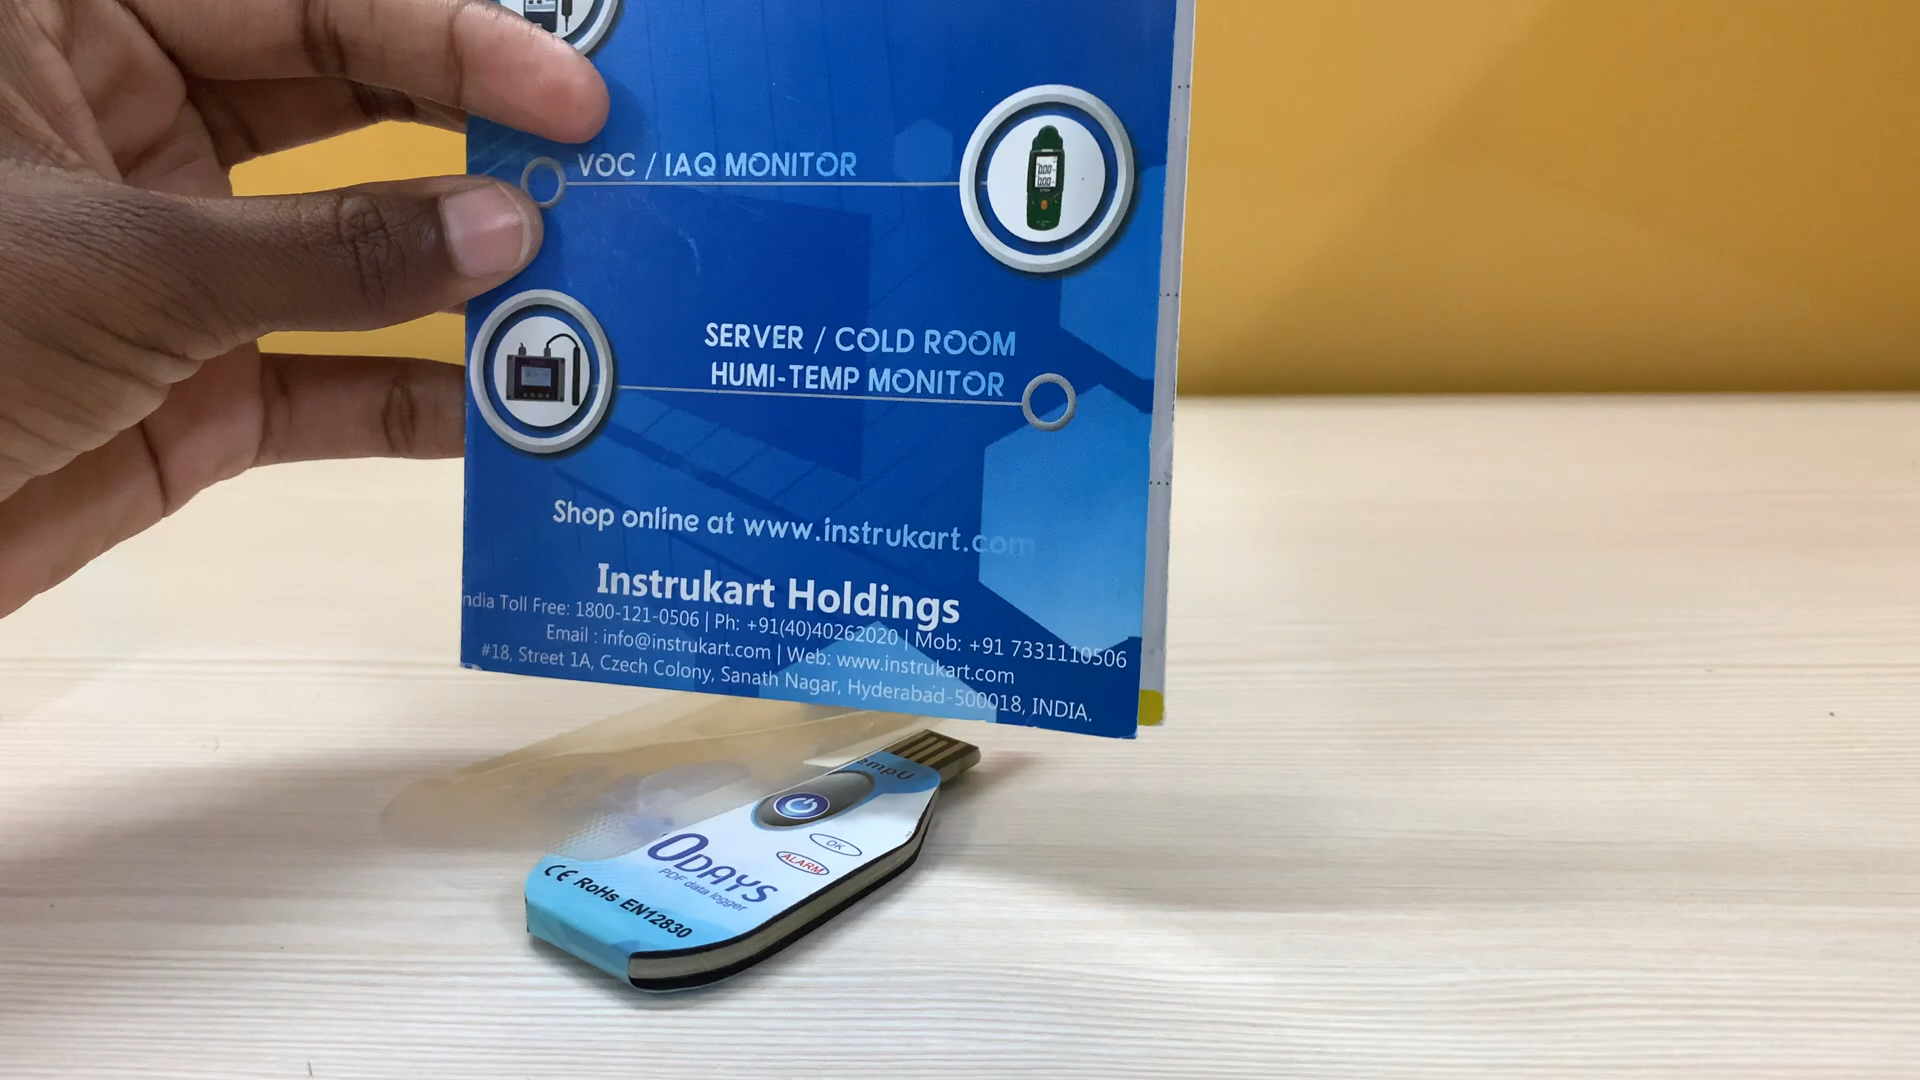 VOC / IAQ MONITOR
SERVER / COLD ROOM
HUMI-TEMP MONITOR
Shop online at www.instrukart.com
Instrukart Holdings
ndia Toll Free: 1800-121-0506 | Ph: +91(40)40262020 | Mob: +91 7331110506
Email : info@instrukart.com | Web: www.instrukart.com
#18, Street 1A, Czech Colony, Sanath Nagar, Hyderabad-500018, INDIA.
empU
OK
ALARM
0DAYS
PDF data logger
CE RoHs EN12830